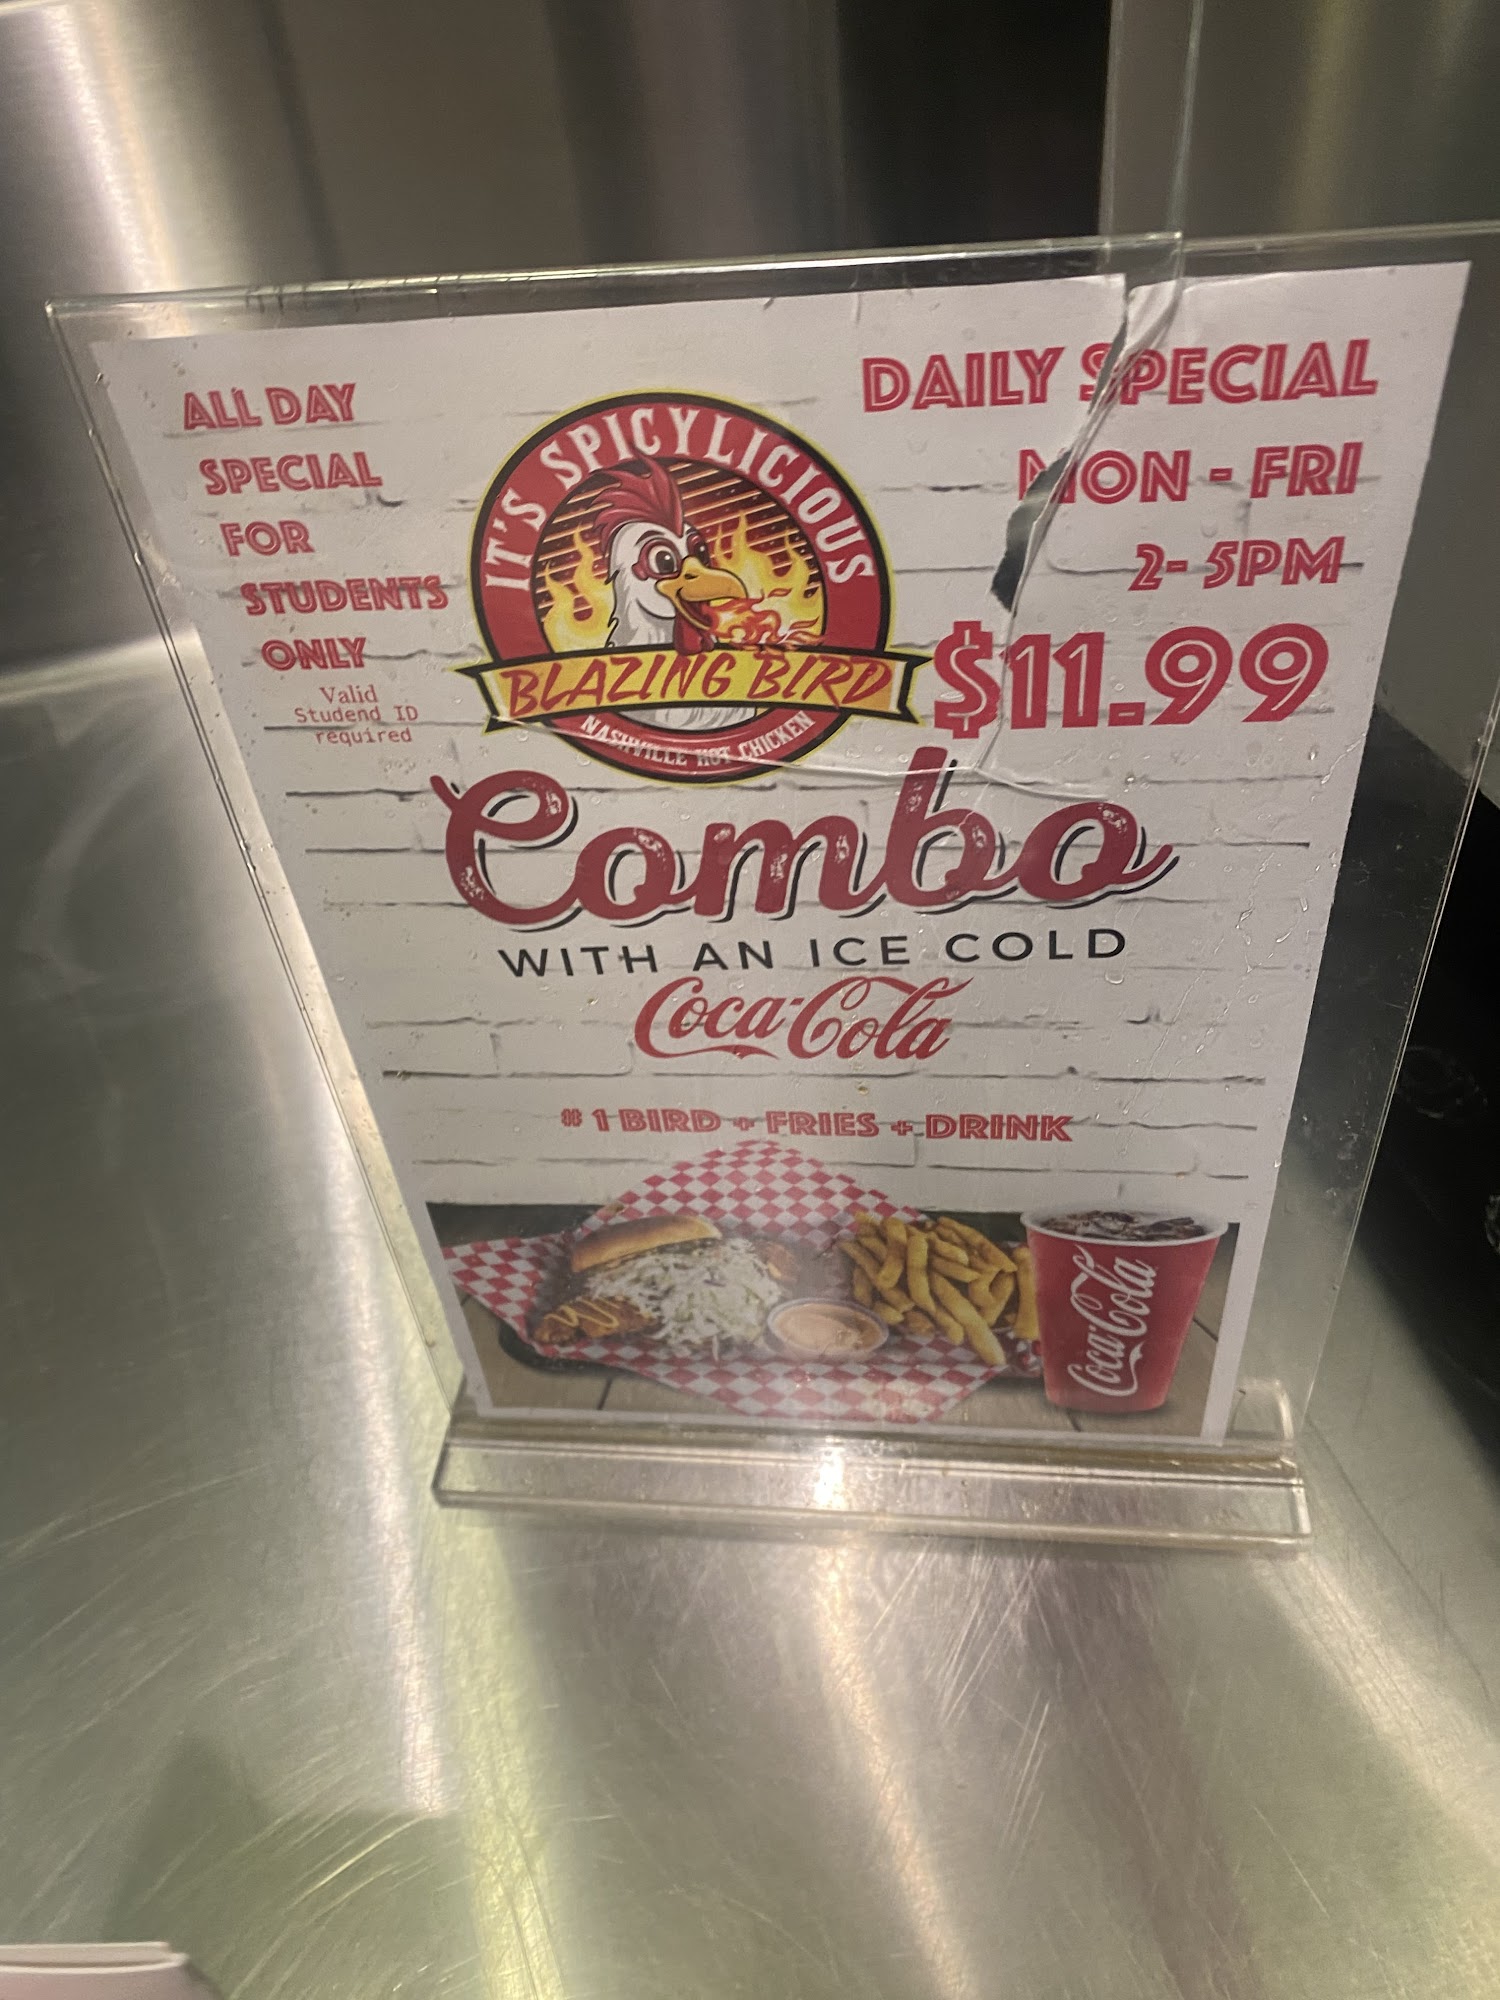 ALL DAY
SPECIAL
FOR
STUDENTS
ONLY
Valid
Studend ID
required
IT'S SPICYLICIOUS
BLAZING BIRD
NASHVILLE HOT CHICKEN
DAILY SPECIAL
MON - FRI
2- 5PM
$11.99
Combo
WITH AN ICE COLD
Coca-Cola
# 1 BIRD + FRIES + DRINK
Coca-Cola